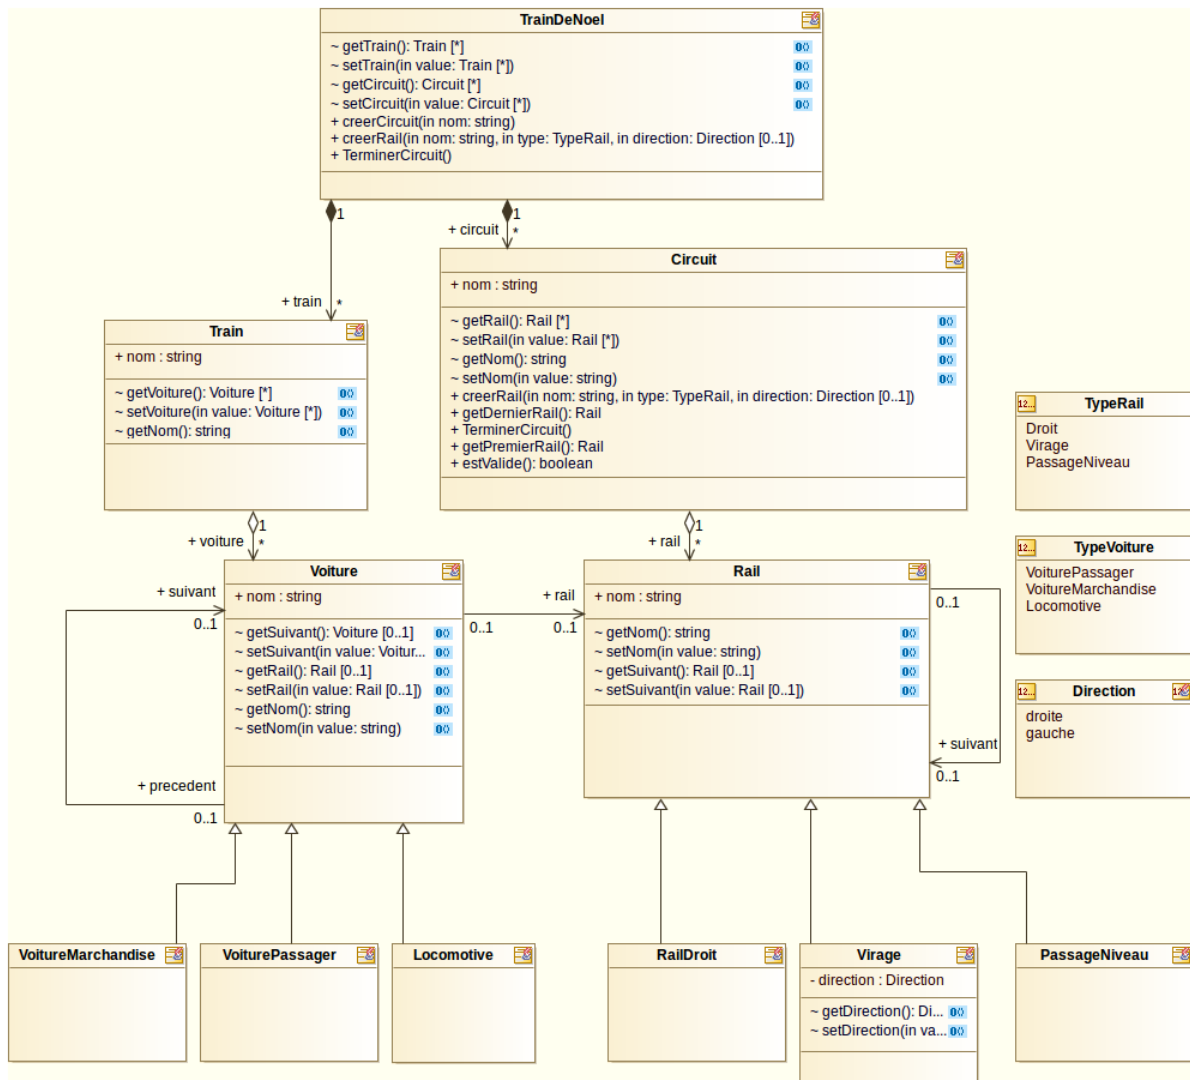 TrainDeNoel
~ getTrain(): Train [*]
~ setTrain(in value: Train [*])
~ getCircuit(): Circuit [*]
~ setCircuit(in value: Circuit [*])
+ creerCircuit(in nom: string)
+ creerRail(in nom: string, in type: TypeRail, in direction: Direction [0..1])
+ TerminerCircuit()
1
1
+ circuit
*
+ train
*
Circuit
+ nom : string
~ getRail(): Rail [*]
~ setRail(in value: Rail [*])
~ getNom(): string
~ setNom(in value: string)
+ creerRail(in nom: string, in type: TypeRail, in direction: Direction [0..1])
+ getDernierRail(): Rail
+ TerminerCircuit()
+ getPremierRail(): Rail
+ estValide(): boolean
Train
+ nom : string
~ getVoiture(): Voiture [*]
~ setVoiture(in value: Voiture [*])
~ getNom(): string
TypeRail
Droit
Virage
PassageNiveau
1
+ voiture
*
1
+ rail
*
TypeVoiture
VoiturePassager
VoitureMarchandise
Locomotive
Voiture
+ nom : string
~ getSuivant(): Voiture [0..1]
~ setSuivant(in value: Voitur...
~ getRail(): Rail [0..1]
~ setRail(in value: Rail [0..1])
~ getNom(): string
~ setNom(in value: string)
+ suivant
0..1
+ precedent
0..1
+ rail
0..1
0..1
Rail
+ nom : string
~ getNom(): string
~ setNom(in value: string)
~ getSuivant(): Rail [0..1]
~ setSuivant(in value: Rail [0..1])
0..1
+ suivant
0..1
Direction
droite
gauche
VoitureMarchandise
VoiturePassager
Locomotive
RailDroit
Virage
- direction : Direction
~ getDirection(): Di...
~ setDirection(in va...
PassageNiveau